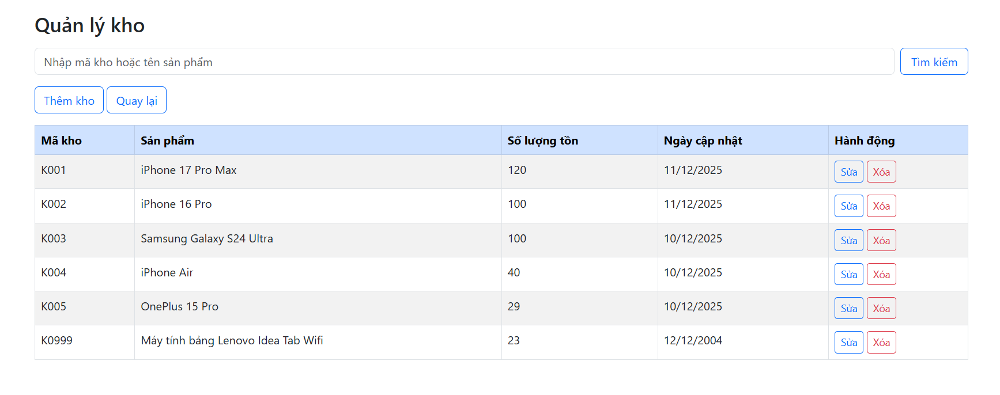 Quản lý kho
Nhập mã kho hoặc tên sản phẩm Tìm kiếm
Thêm kho Quay lại
Mã kho Sản phẩm Số lượng tồn Ngày cập nhật Hành động
K001 iPhone 17 Pro Max 120 11/12/2025 Sửa Xóa
K002 iPhone 16 Pro 100 11/12/2025 Sửa Xóa
K003 Samsung Galaxy S24 Ultra 100 10/12/2025 Sửa Xóa
K004 iPhone Air 40 10/12/2025 Sửa Xóa
K005 OnePlus 15 Pro 29 10/12/2025 Sửa Xóa
K0999 Máy tính bảng Lenovo Idea Tab Wifi 23 12/12/2004 Sửa Xóa